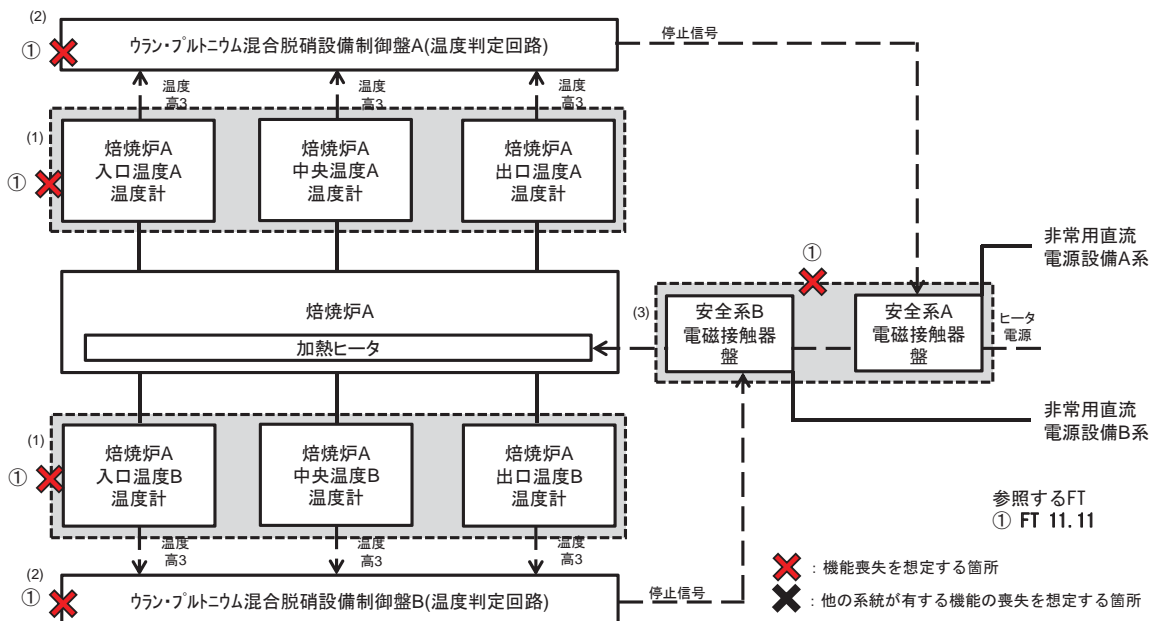 (2)
① ウラン・プルトニウム混合脱硝設備制御盤A(温度判定回路)
停止信号
温度
高3
温度
高3
温度
高3
(1)
①
焙焼炉A
入口温度A
温度計
焙焼炉A
中央温度A
温度計
焙焼炉A
出口温度A
温度計
焙焼炉A
加熱ヒータ
①
(3)
安全系B
電磁接触器
盤
安全系A
電磁接触器
盤
非常用直流
電源設備A系
ヒータ
電源
非常用直流
電源設備B系
(1)
①
焙焼炉A
入口温度B
温度計
焙焼炉A
中央温度B
温度計
焙焼炉A
出口温度B
温度計
温度
高3
温度
高3
温度
高3
(2)
① ウラン・プルトニウム混合脱硝設備制御盤B(温度判定回路)
停止信号
参照するFT
① FT 11.11
：機能喪失を想定する箇所
：他の系統が有する機能の喪失を想定する箇所